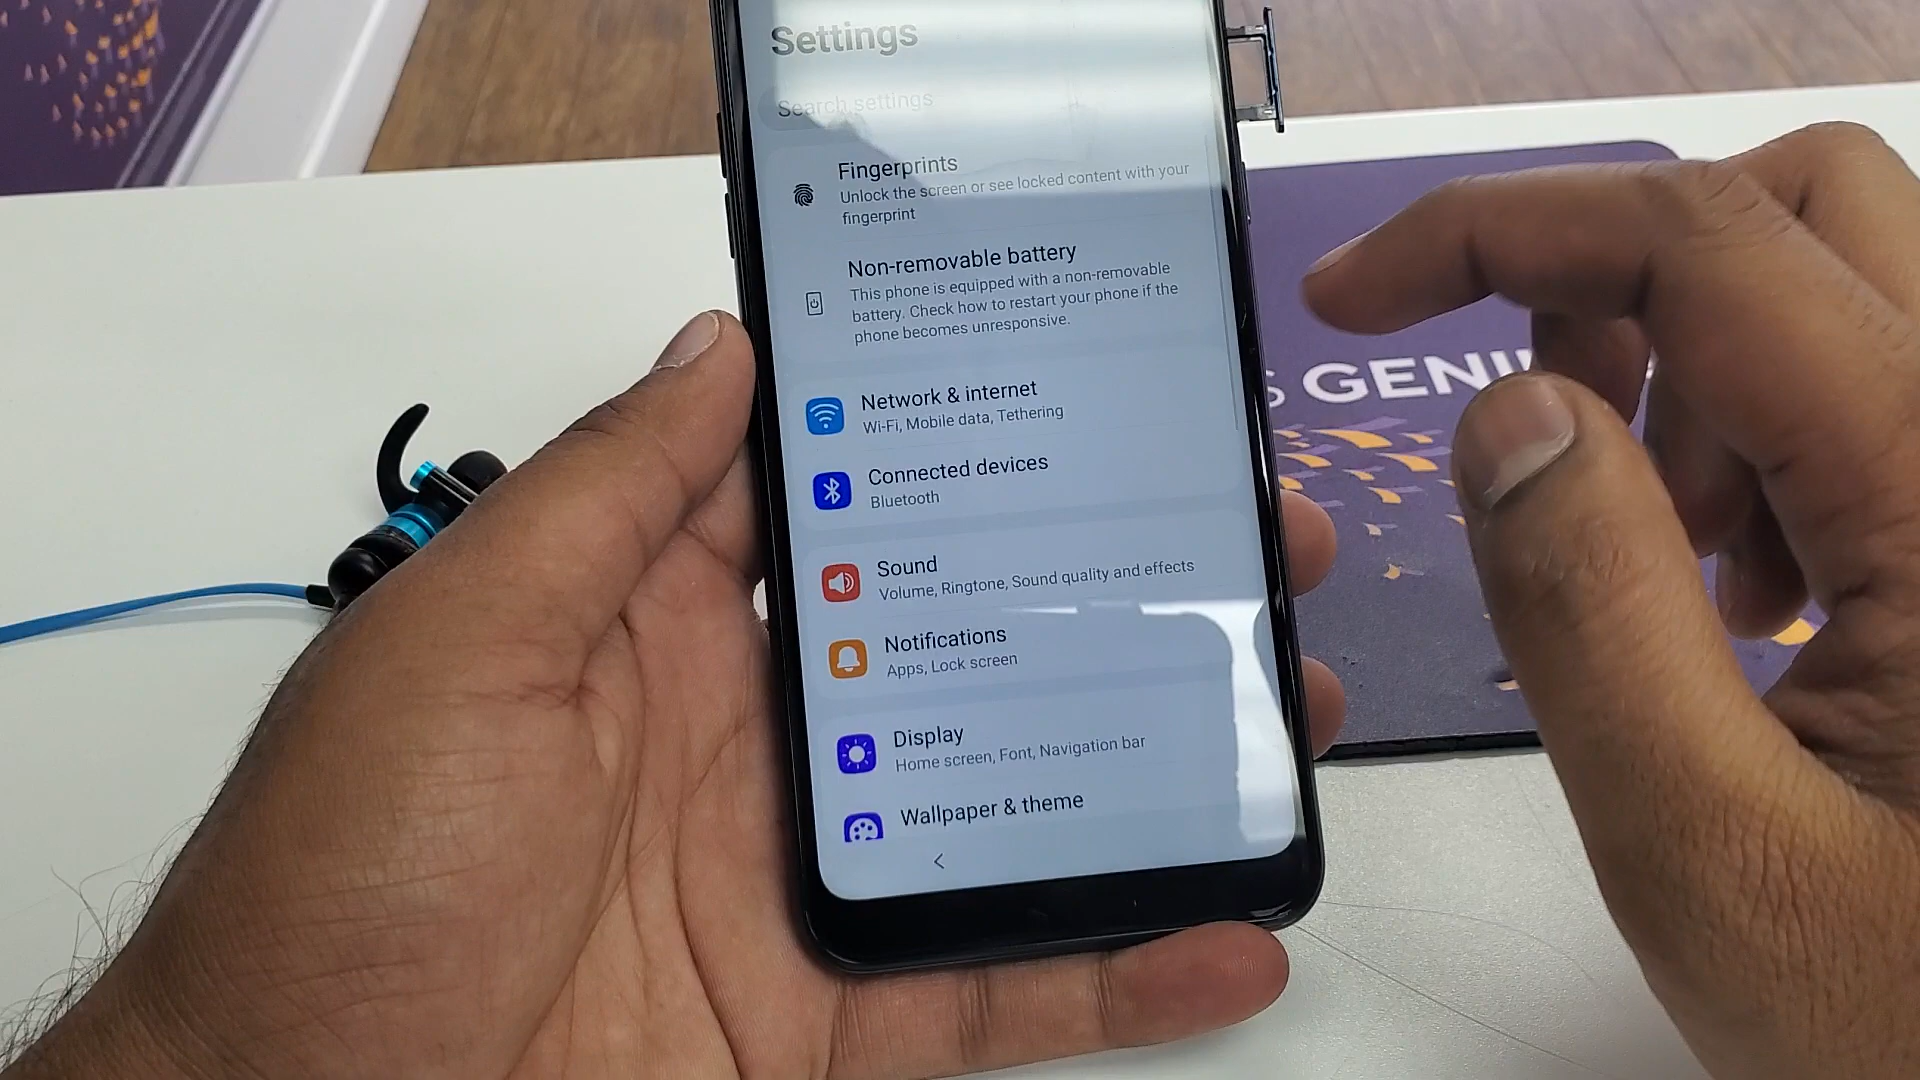 Settings
Search settings
Fingerprints
Unlock the screen or see locked content with your
fingerprint
Non-removable battery
This phone is equipped with a non-removable
battery. Check how to restart your phone if the
phone becomes unresponsive.
Network & internet
Wi-Fi, Mobile data, Tethering
Connected devices
Bluetooth
Sound
Volume, Ringtone, Sound quality and effects
Notifications
Apps, Lock screen
Display
Home screen, Font, Navigation bar
Wallpaper & theme
S GENI